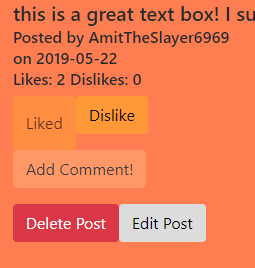 this is a great text box! I su
Posted by AmitTheSlayer6969
on 2019-05-22
Likes: 2 Dislikes: 0
Liked Dislike
Add Comment!
Delete Post Edit Post